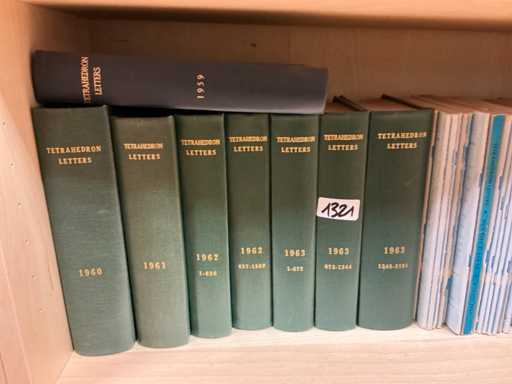 TETRAHEDRON
LETTERS
1959
TETRAHEDRON
LETTERS
1960
TETRAHEDRON
LETTERS
1961
TETRAHEDRON
LETTERS
1962
TETRAHEDRON
LETTERS
1962
TETRAHEDRON
LETTERS
1963
TETRAHEDRON
LETTERS
1321
1963
TETRAHEDRON
LETTERS
1963